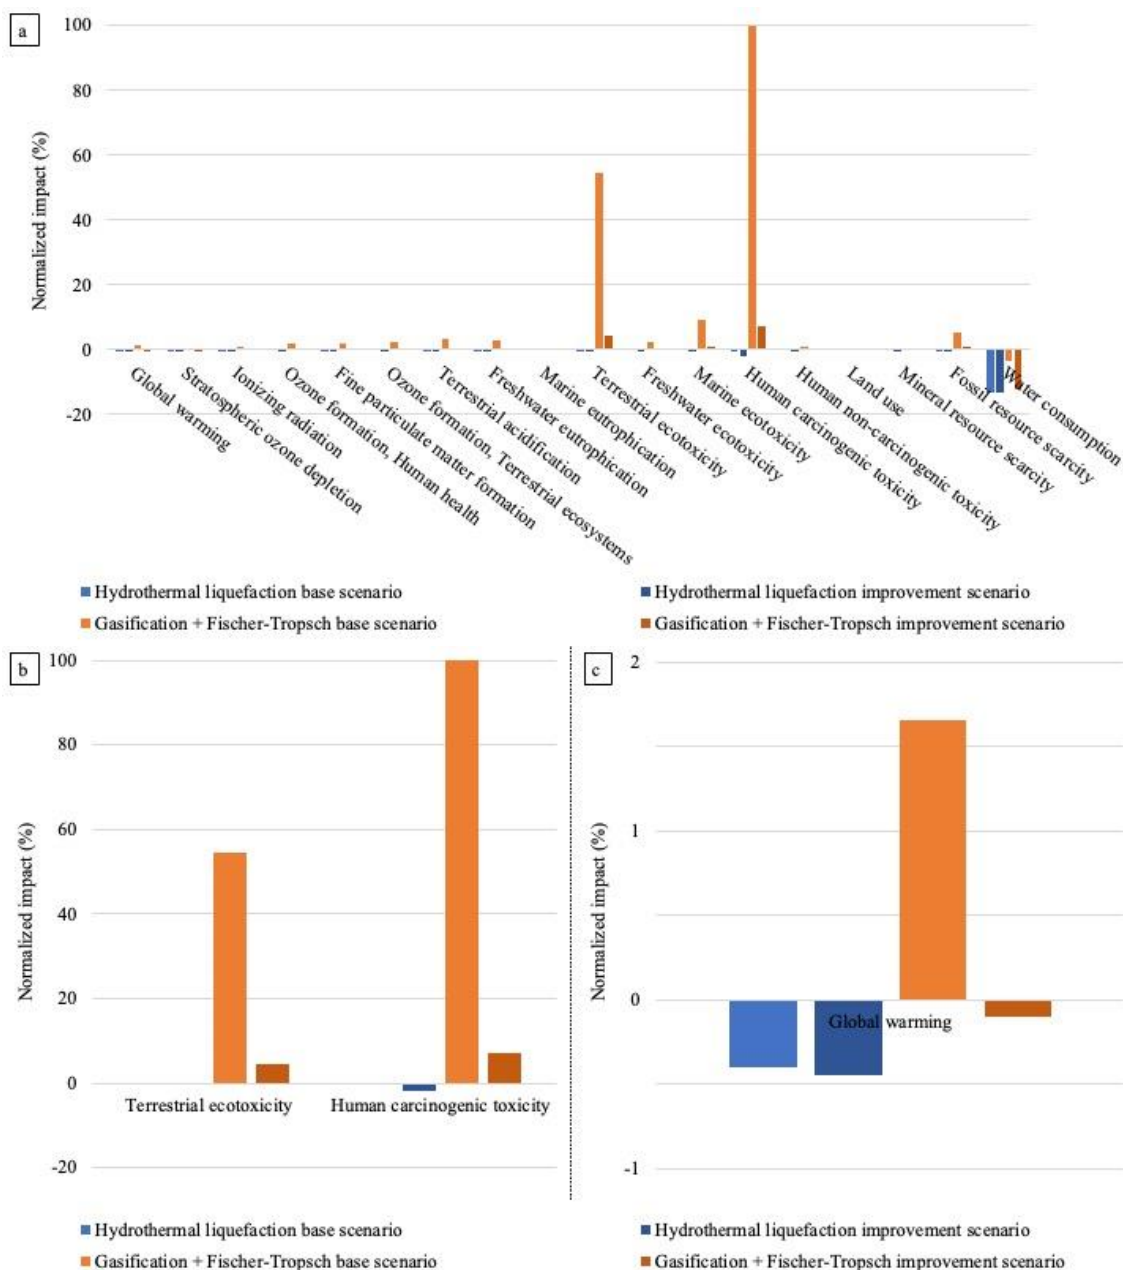 a
Normalized impact (%)
100
80
60
40
20
0
-20
Global warming
Stratospheric ozone depletion
Ionizing radiation
Ozone formation, Human health
Fine particulate matter formation
Ozone formation, Terrestrial ecosystems
Terrestrial acidification
Freshwater eutrophication
Marine eutrophication
Terrestrial ecotoxicity
Freshwater ecotoxicity
Marine ecotoxicity
Human carcinogenic toxicity
Human non-carcinogenic toxicity
Land use
Mineral resource scarcity
Fossil resource scarcity
Water consumption
Hydrothermal liquefaction base scenario
Hydrothermal liquefaction improvement scenario
Gasification + Fischer-Tropsch base scenario
Gasification + Fischer-Tropsch improvement scenario
b
Normalized impact (%)
100
80
60
40
20
0
-20
Terrestrial ecotoxicity
Human carcinogenic toxicity
c
Normalized impact (%)
2
1
0
-1
Global warming
Hydrothermal liquefaction base scenario
Hydrothermal liquefaction improvement scenario
Gasification + Fischer-Tropsch base scenario
Gasification + Fischer-Tropsch improvement scenario